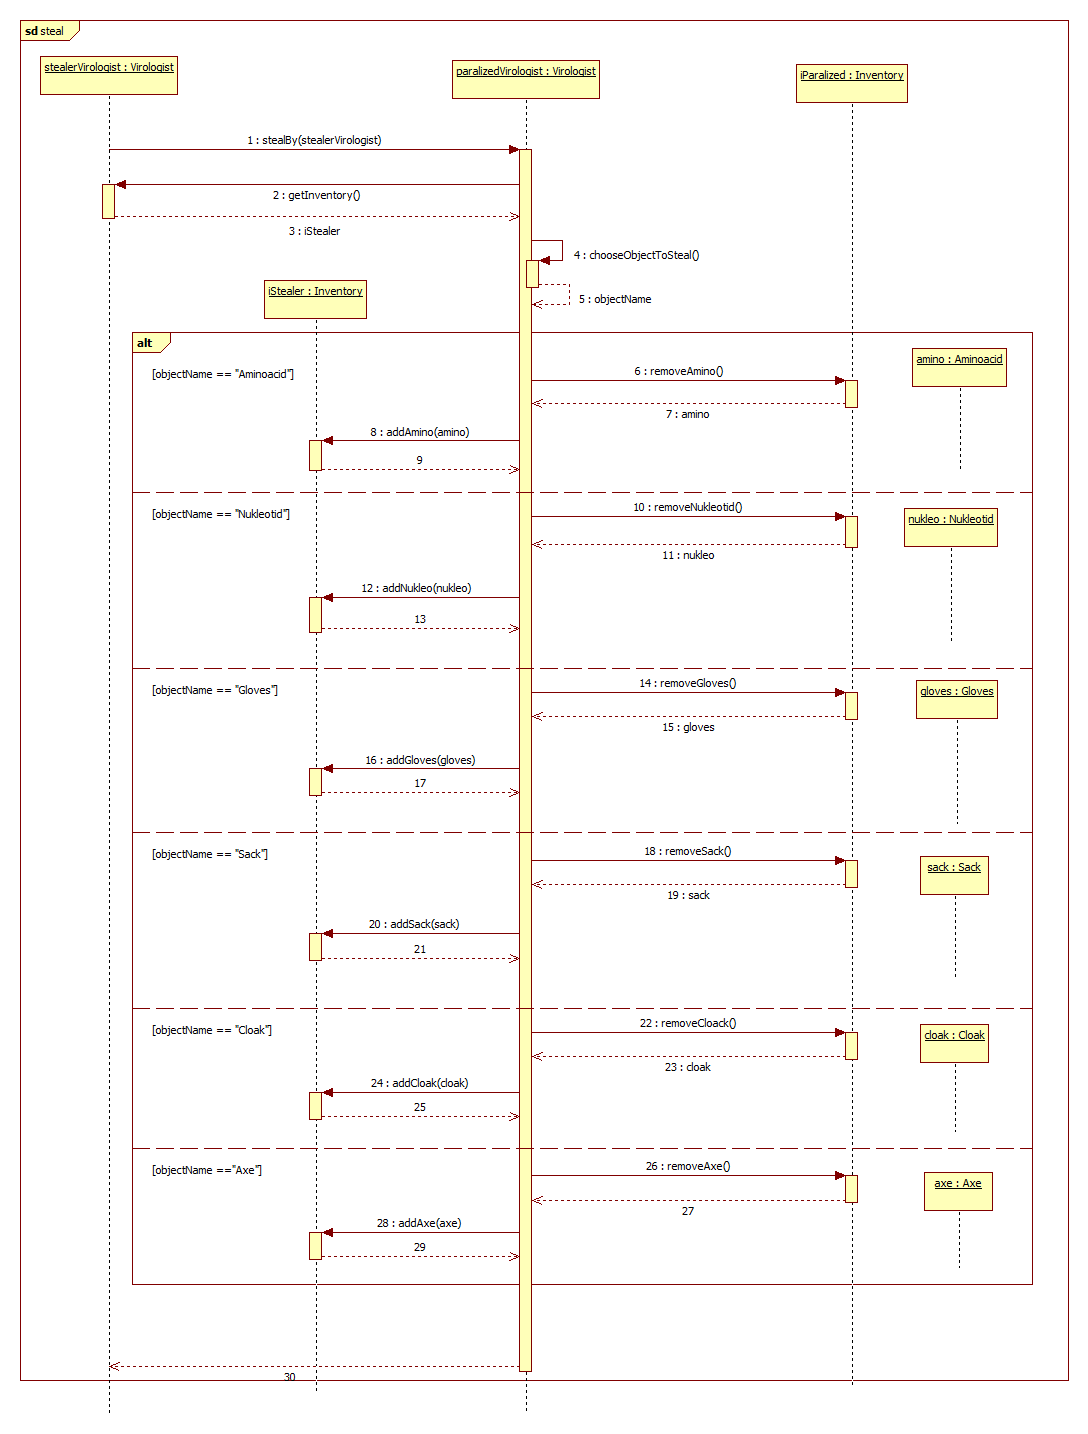 sd steal
stealerVirologist : Virologist
paralizedVirologist : Virologist
iParalized : Inventory
1 : stealBy(stealerVirologist)
2 : getInventory()
3 : iStealer
4 : chooseObjectToSteal()
iStealer : Inventory
5 : objectName
alt
amino : Aminoacid
[objectName == "Aminoacid"]
6 : removeAmino()
7 : amino
8 : addAmino(amino)
9
[objectName == "Nukleotid"]
10 : removeNukleotid()
nukleo : Nukleotid
11 : nukleo
12 : addNukleo(nukleo)
13
[objectName == "Gloves"]
14 : removeGloves()
gloves : Gloves
15 : gloves
16 : addGloves(gloves)
17
[objectName == "Sack"]
18 : removeSack()
sack : Sack
19 : sack
20 : addSack(sack)
21
[objectName == "Cloak"]
22 : removeCloack()
cloak : Cloak
23 : cloak
24 : addCloak(cloak)
25
[objectName =="Axe"]
26 : removeAxe()
axe : Axe
27
28 : addAxe(axe)
29
30